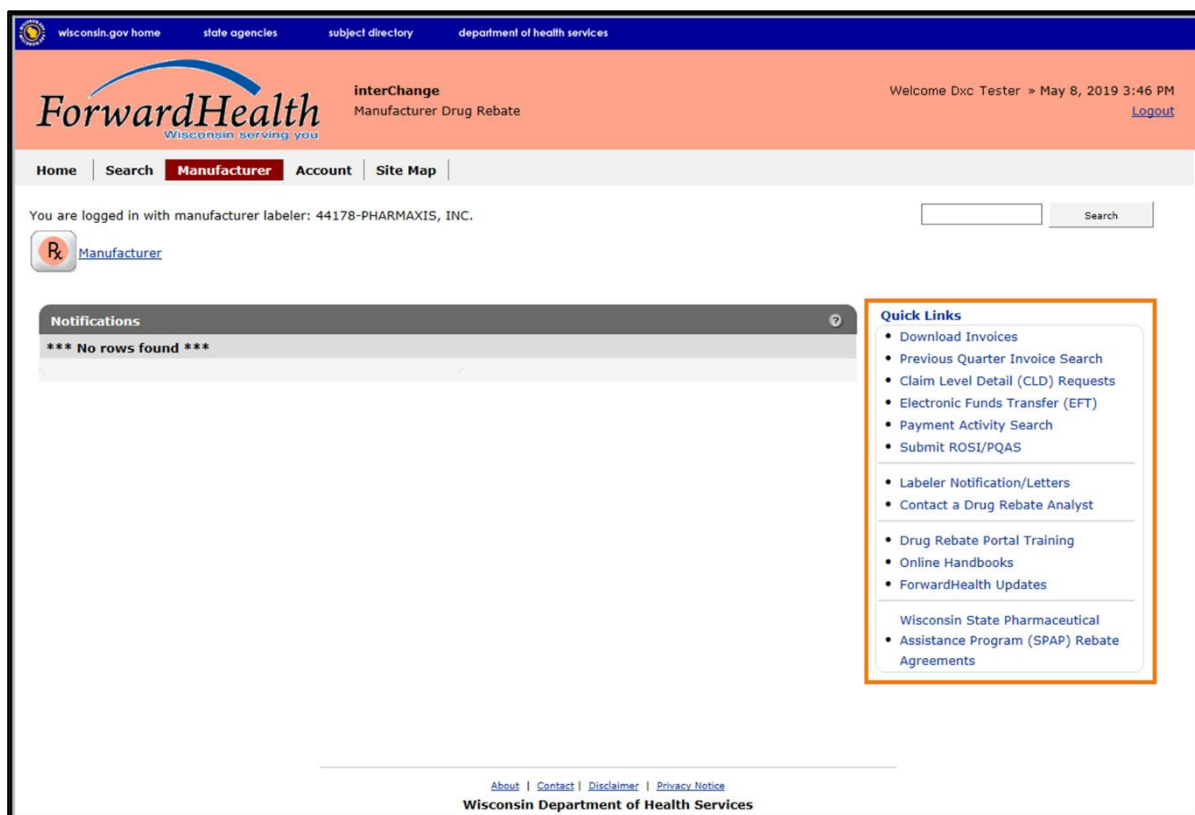 wisconsin.gov home state agencies subject directory department of health services
ForwardHealth
Wisconsin serving you
interChange
Manufacturer Drug Rebate
Welcome Dxc Tester » May 8, 2019 3:46 PM
Logout
Home Search Manufacturer Account Site Map
You are logged in with manufacturer labeler: 44178-PHARMAXIS, INC.
Search
Rx Manufacturer
Notifications ?
*** No rows found ***
Quick Links
• Download Invoices
• Previous Quarter Invoice Search
• Claim Level Detail (CLD) Requests
• Electronic Funds Transfer (EFT)
• Payment Activity Search
• Submit ROSI/PQAS
• Labeler Notification/Letters
• Contact a Drug Rebate Analyst
• Drug Rebate Portal Training
• Online Handbooks
• ForwardHealth Updates
Wisconsin State Pharmaceutical
• Assistance Program (SPAP) Rebate
Agreements
About | Contact | Disclaimer | Privacy Notice
Wisconsin Department of Health Services